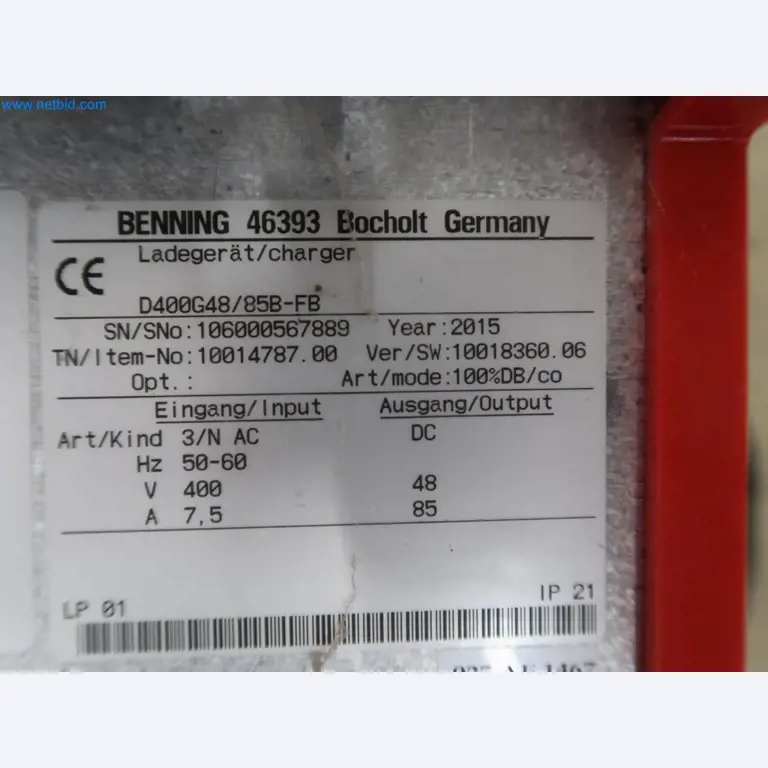 www.netbid.com
BENNING 46393 Bocholt Germany
CE
Ladegerät/charger
D400G48/85B-FB
SN/SNo:106000567889 Year:2015
TN/Item-No:10014787.00 Ver/SW:10018360.06
Opt.: Art/mode:100%DB/co
Eingang/Input Ausgang/Output
Art/Kind 3/N AC DC
Hz 50-60
V 400 48
A 7,5 85
LP 01 IP 21